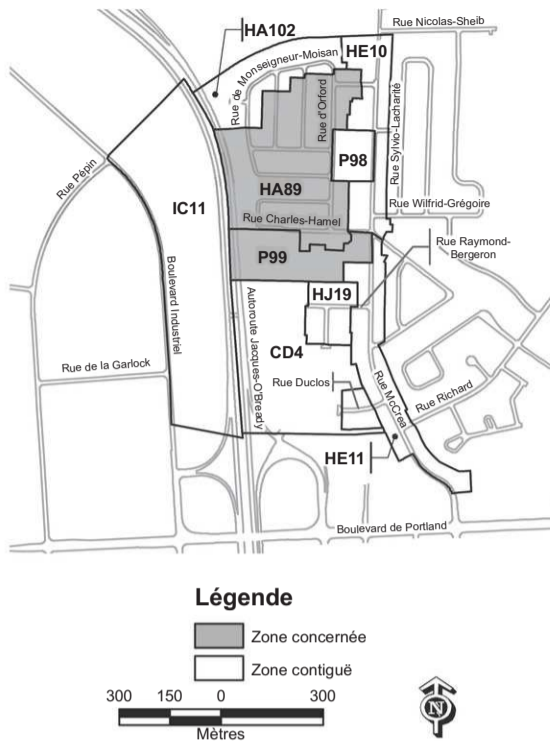 Rue Nicolas-Sheib
HA102
HE10
Rue de Monseigneur-Moisan
Rue d'Orford
Rue Sylvio-Lacharité
P98
Rue Pépin
HA89
IC11
Rue Wilfrid-Grégoire
Rue Charles-Hamel
Rue Raymond-
Bergeron
P99
Boulevard Industriel
HJ19
Autoroute Jacques-O'Bready
CD4
Rue de la Garlock
Rue Duclos
Rue McCrea
Rue Richard
HE11
Boulevard de Portland
Légende
Zone concernée
Zone contiguë
300 150 0 300
Mètres
N